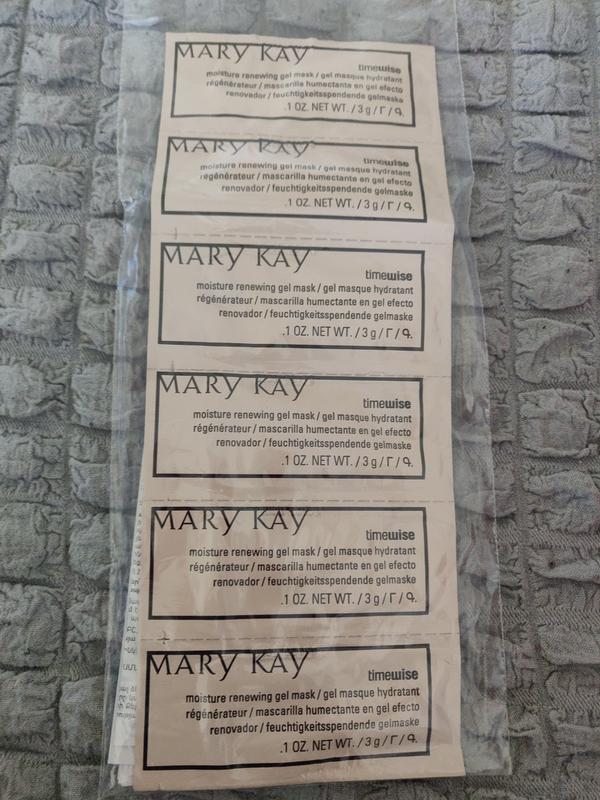 MARY KAY
timewise
moisture renewing gel mask / gel masque hydratant
régénérateur / mascarilla humectante en gel efecto
renovador / feuchtigkeitsspendende gelmaske
.1 OZ. NET WT. / 3 g / Г / Գ.
MARY KAY
timewise
moisture renewing gel mask / gel masque hydratant
régénérateur / mascarilla humectante en gel efecto
renovador / feuchtigkeitsspendende gelmaske
.1 OZ. NET WT. / 3 g / Г / Գ.
MARY KAY
timewise
moisture renewing gel mask / gel masque hydratant
régénérateur / mascarilla humectante en gel efecto
renovador / feuchtigkeitsspendende gelmaske
.1 OZ. NET WT. / 3 g / Г / Գ.
MARY KAY
timewise
moisture renewing gel mask / gel masque hydratant
régénérateur / mascarilla humectante en gel efecto
renovador / feuchtigkeitsspendende gelmaske
.1 OZ. NET WT. / 3 g / Г / Գ.
MARY KAY
timewise
moisture renewing gel mask / gel masque hydratant
régénérateur / mascarilla humectante en gel efecto
renovador / feuchtigkeitsspendende gelmaske
.1 OZ. NET WT. / 3 g / Г / Գ.
MARY KAY
timewise
moisture renewing gel mask / gel masque hydratant
régénérateur / mascarilla humectante en gel efecto
renovador / feuchtigkeitsspendende gelmaske
.1 OZ. NET WT. / 3 g / Г / Գ.